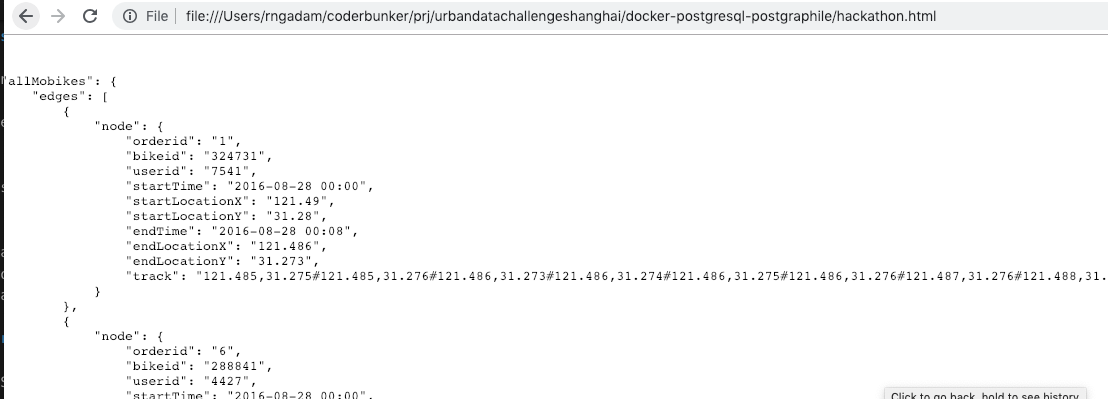 File file:///Users/rngadam/coderbunker/prj/urbandatachallengeshanghai/docker-postgresql-postgraphile/hackathon.html
"allMobikes": {
"edges": [
{
"node": {
"orderid": "1",
"bikeid": "324731",
"userid": "7541",
"startTime": "2016-08-28 00:00",
"startLocationX": "121.49",
"startLocationY": "31.28",
"endTime": "2016-08-28 00:08",
"endLocationX": "121.486",
"endLocationY": "31.273",
"track": "121.485,31.275#121.485,31.276#121.486,31.273#121.486,31.274#121.486,31.275#121.486,31.276#121.487,31.276#121.488,31.
}
},
{
"node": {
"orderid": "6",
"bikeid": "288841",
"userid": "4427",
"startTime": "2016-08-28 00:00",
Click to go back, hold to see history